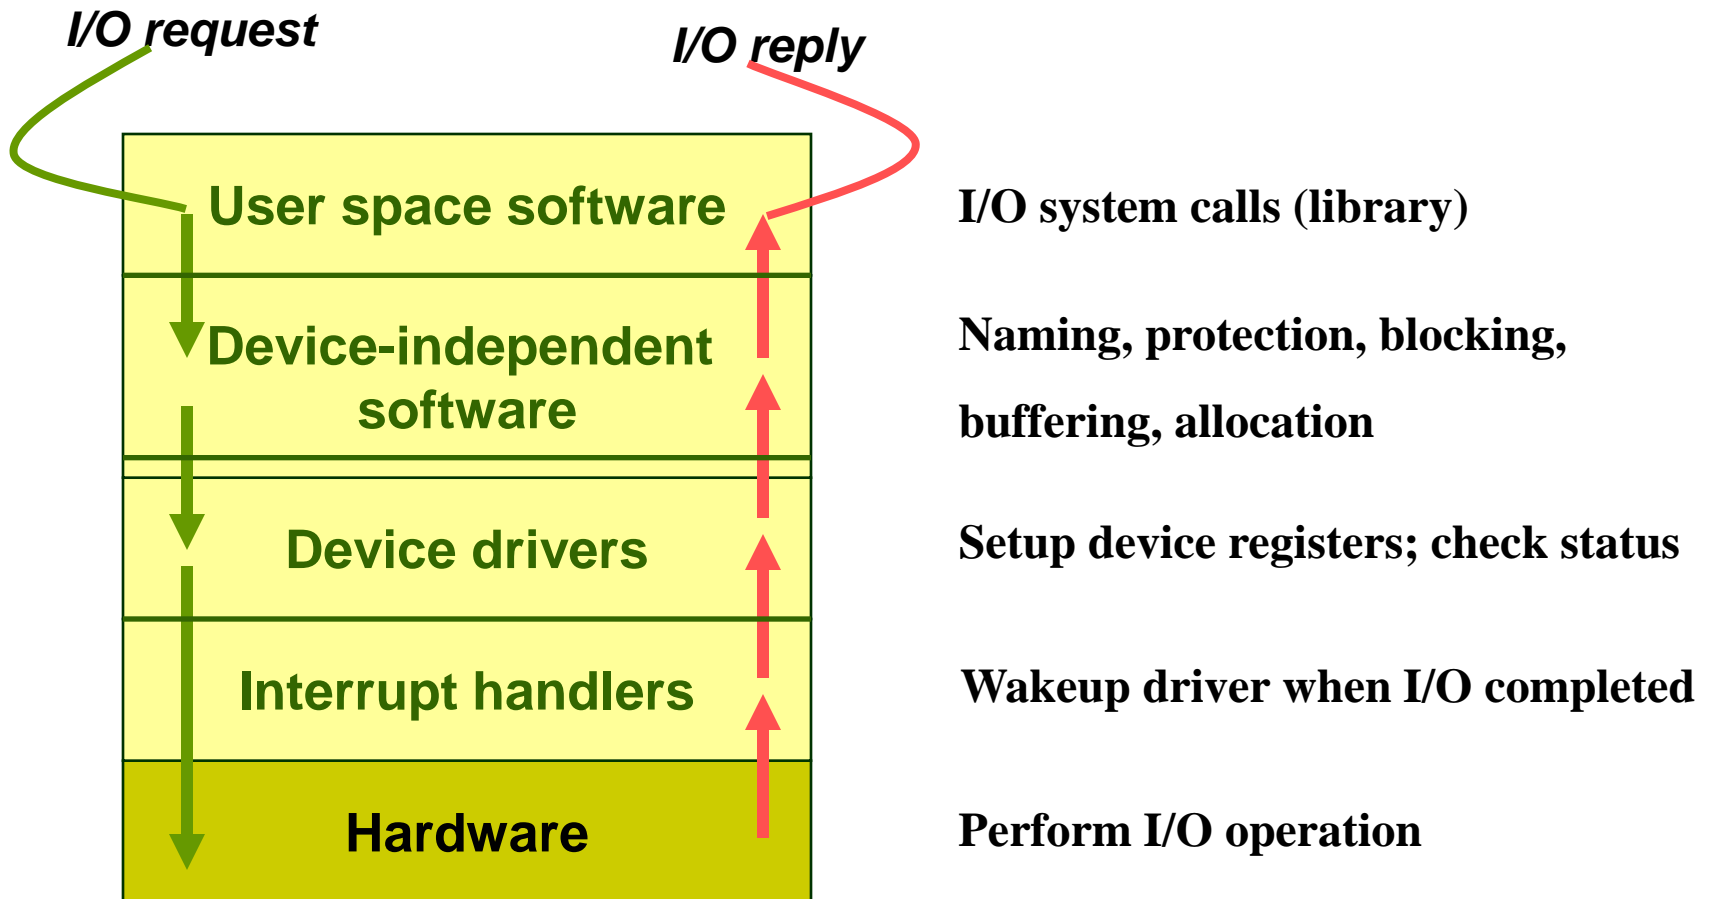 I/O request
I/O reply
User space software
I/O system calls (library)
Device-independent
software
Naming, protection, blocking,
buffering, allocation
Device drivers
Setup device registers; check status
Interrupt handlers
Wakeup driver when I/O completed
Hardware
Perform I/O operation